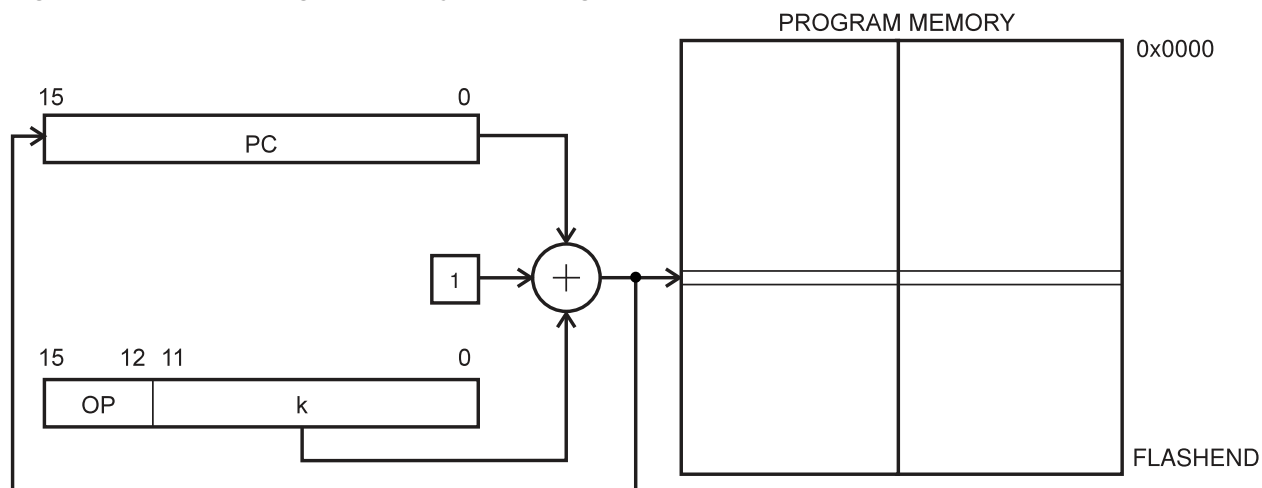 PROGRAM MEMORY
0x0000
15 0
PC
1
+
15 12 11 0
OP k
FLASHEND